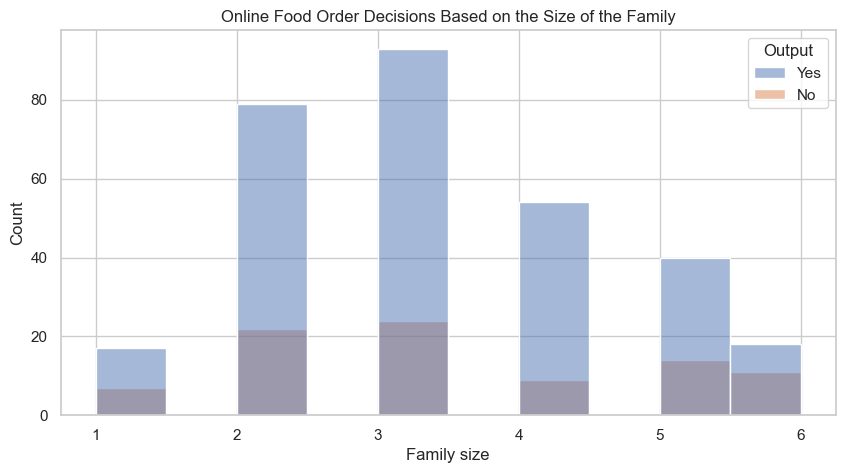 Online Food Order Decisions Based on the Size of the Family
Output
Yes
No
80
60
40
20
0
Count
1 2 3 4 5 6
Family size